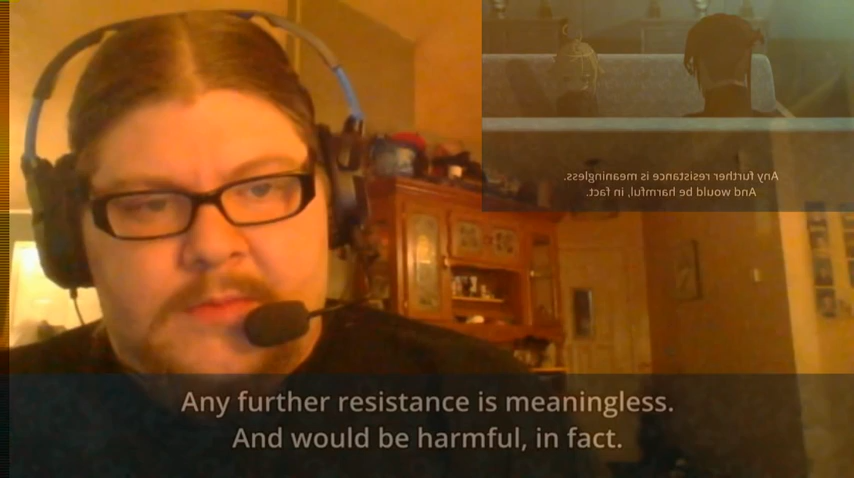 Any further resistance is meaningless.
And would be harmful, in fact.
Any further resistance is meaningless.
And would be harmful, in fact.